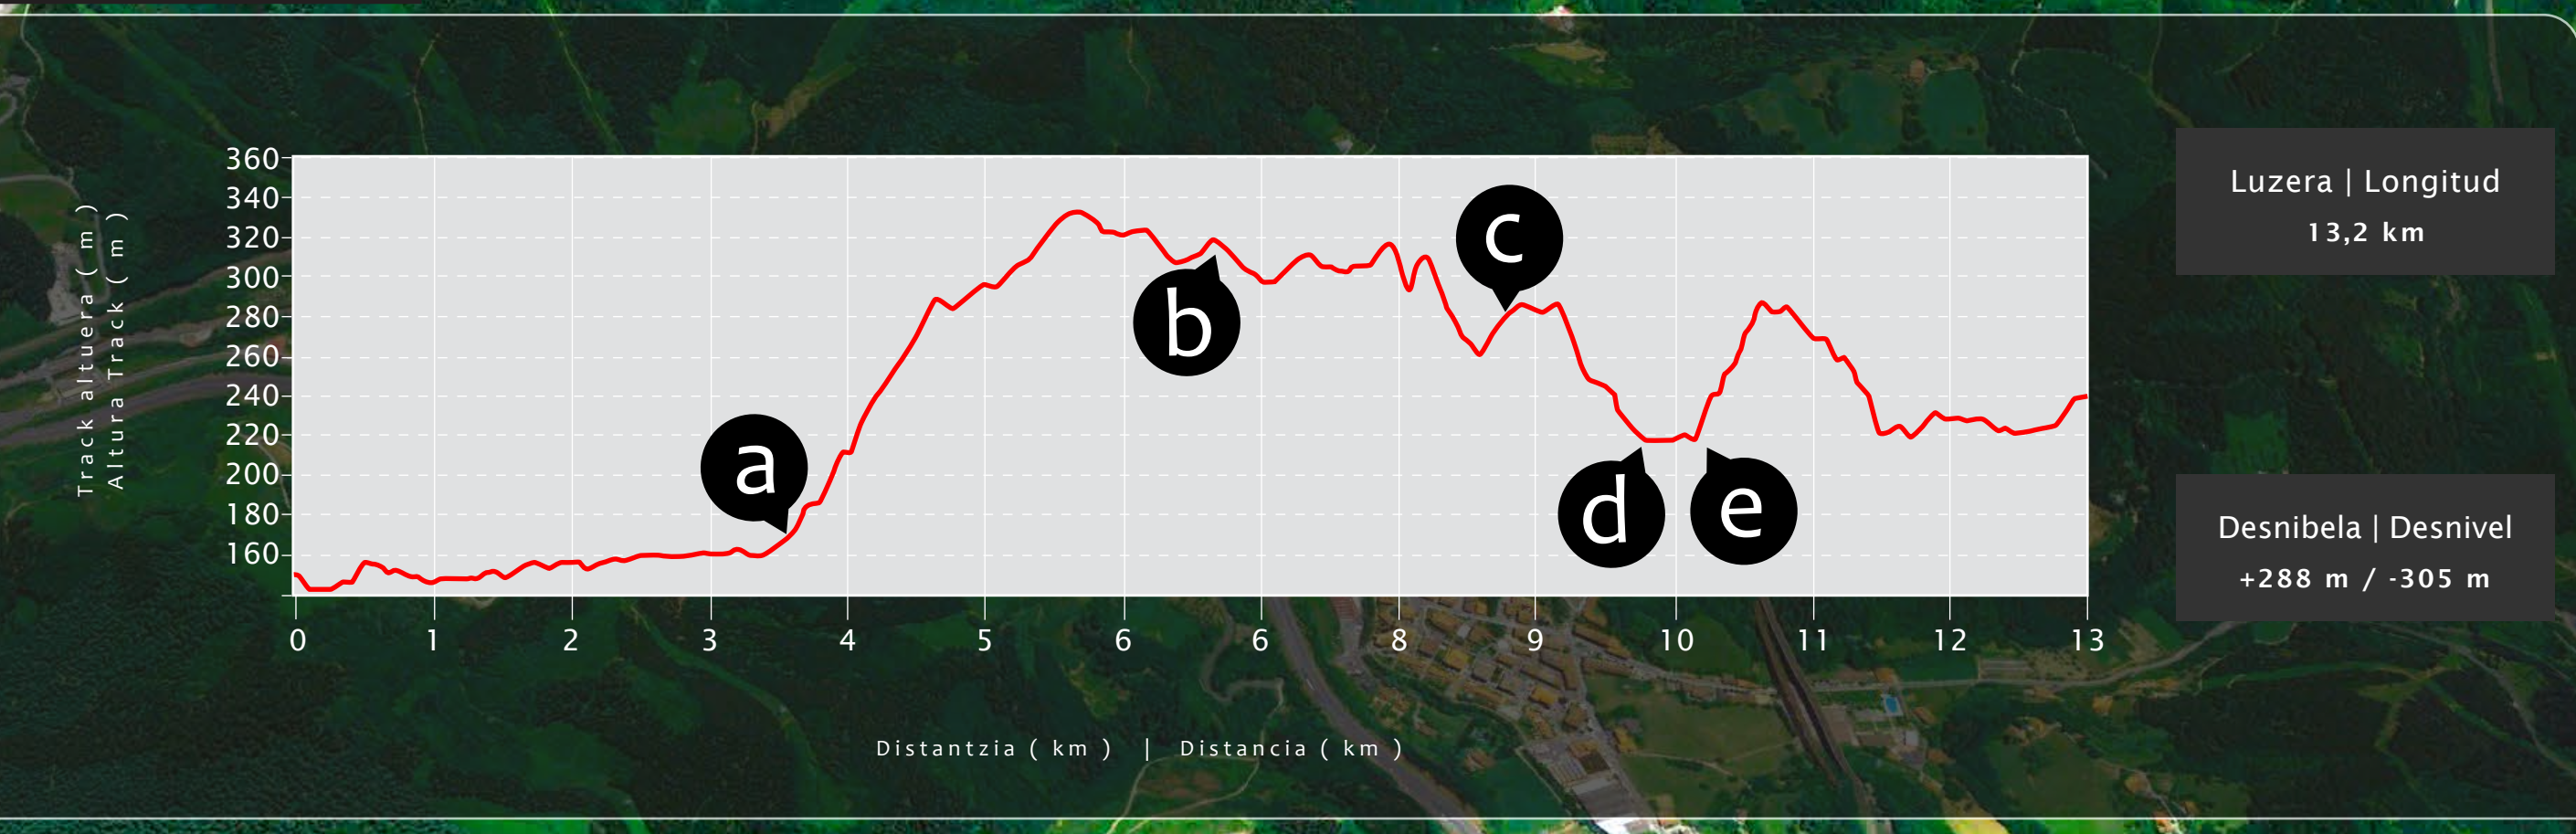 360
340
320
300
280
260
240
220
200
180
160
Track altuera ( m )
Altura Track ( m )
a
b
c
d
e
0 1 2 3 4 5 6 6 8 9 10 11 12 13
Distantzia ( km ) | Distancia ( km )
Luzera | Longitud
13,2 km
Desnibela | Desnivel
+288 m / -305 m